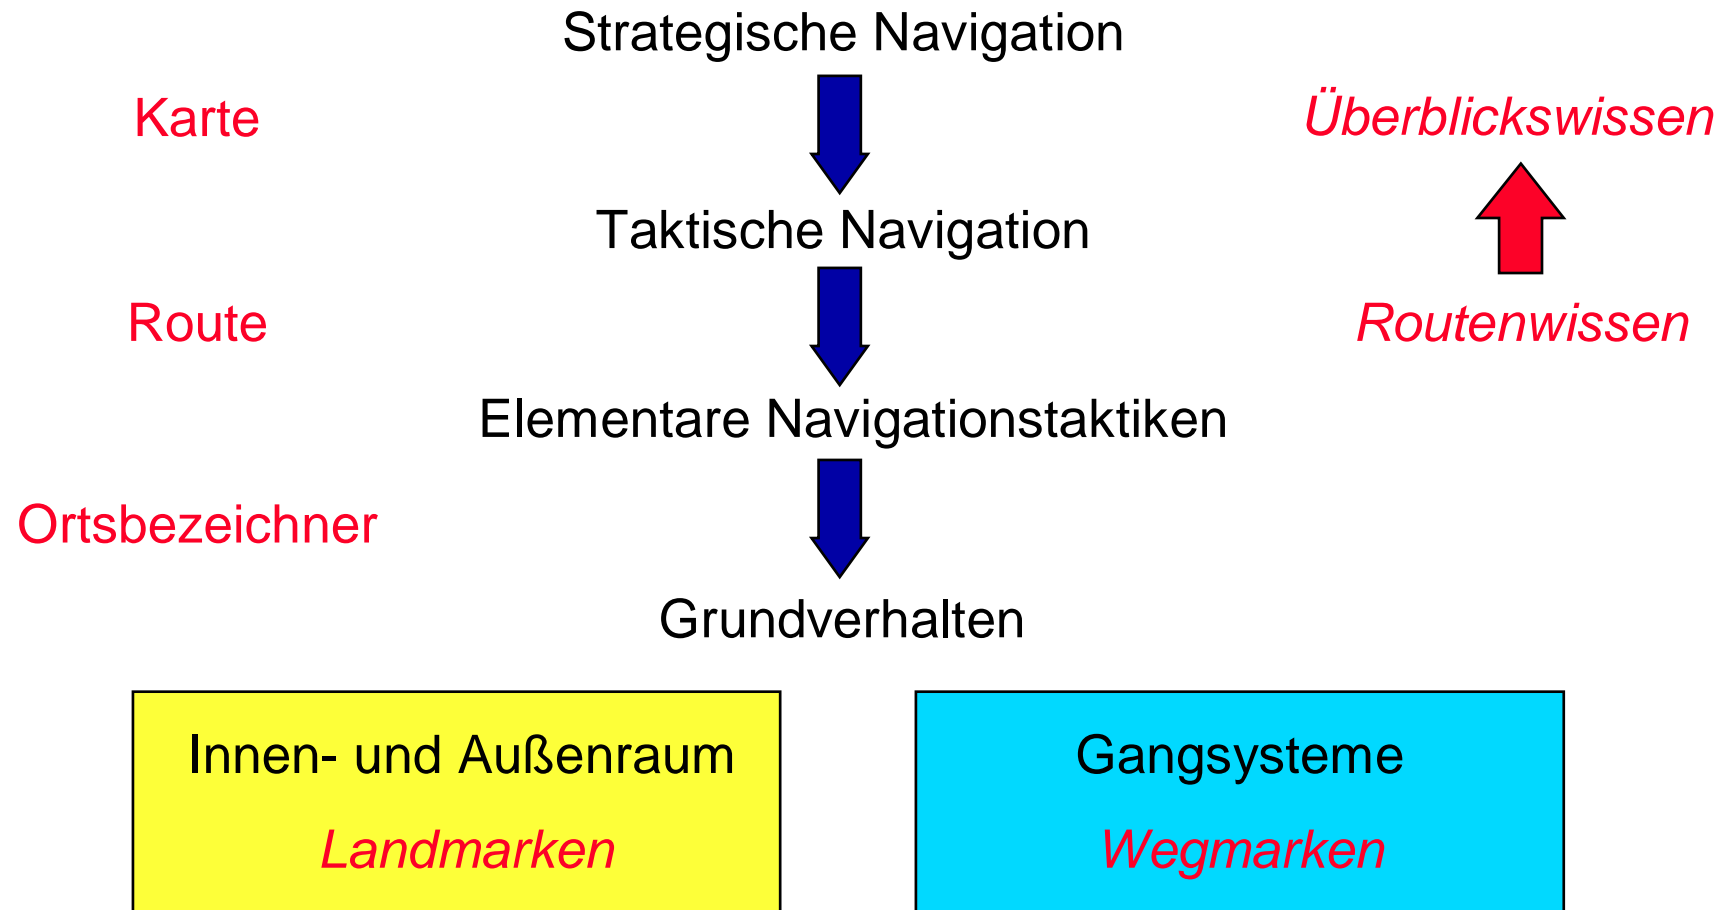 Strategische Navigation
Karte
Überblickswissen
Taktische Navigation
Route
Routenwissen
Elementare Navigationstaktiken
Ortsbezeichner
Grundverhalten
Innen- und Außenraum
Landmarken
Gangsysteme
Wegmarken